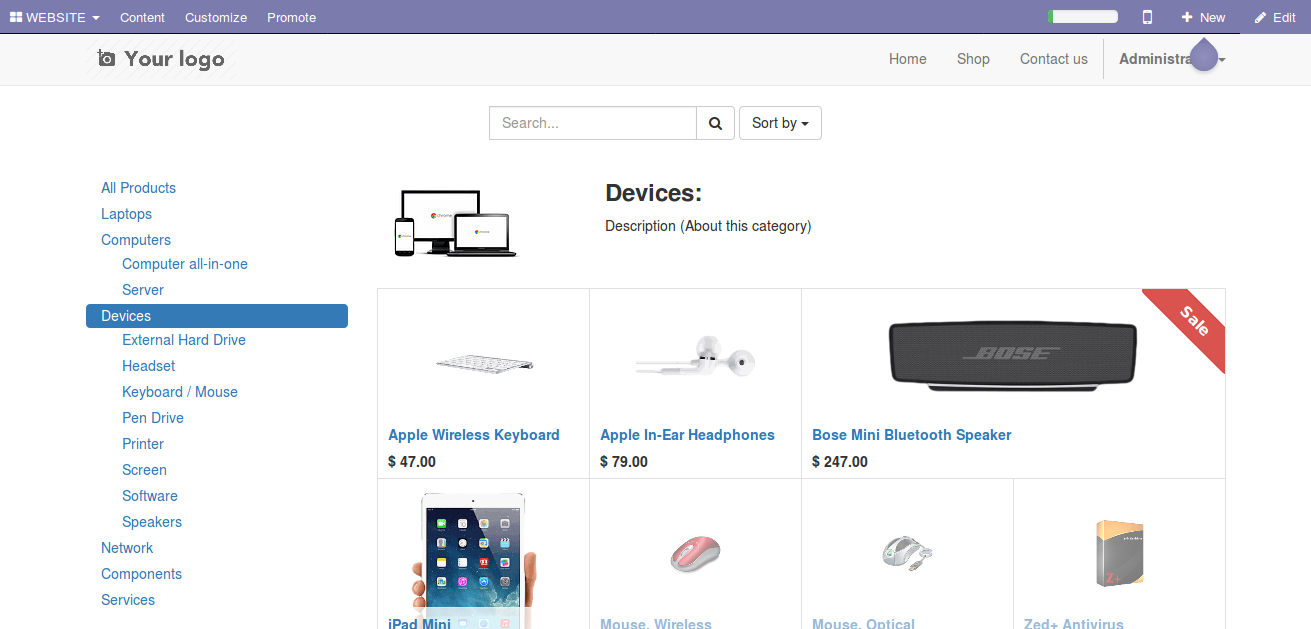 WEBSITE Content Customize Promote New Edit
Your logo Home Shop Contact us Administra
Search... Sort by
All Products
Laptops
Computers
Computer all-in-one
Server
Devices
External Hard Drive
Headset
Keyboard / Mouse
Pen Drive
Printer
Screen
Software
Speakers
Network
Components
Services
Devices:
Description (About this category)
Sale
BOSE
Apple Wireless Keyboard Apple In-Ear Headphones Bose Mini Bluetooth Speaker
$ 47.00 $ 79.00 $ 247.00
Z+
iPad Mini Mouse, Wireless Mouse, Optical Zed+ Antivirus